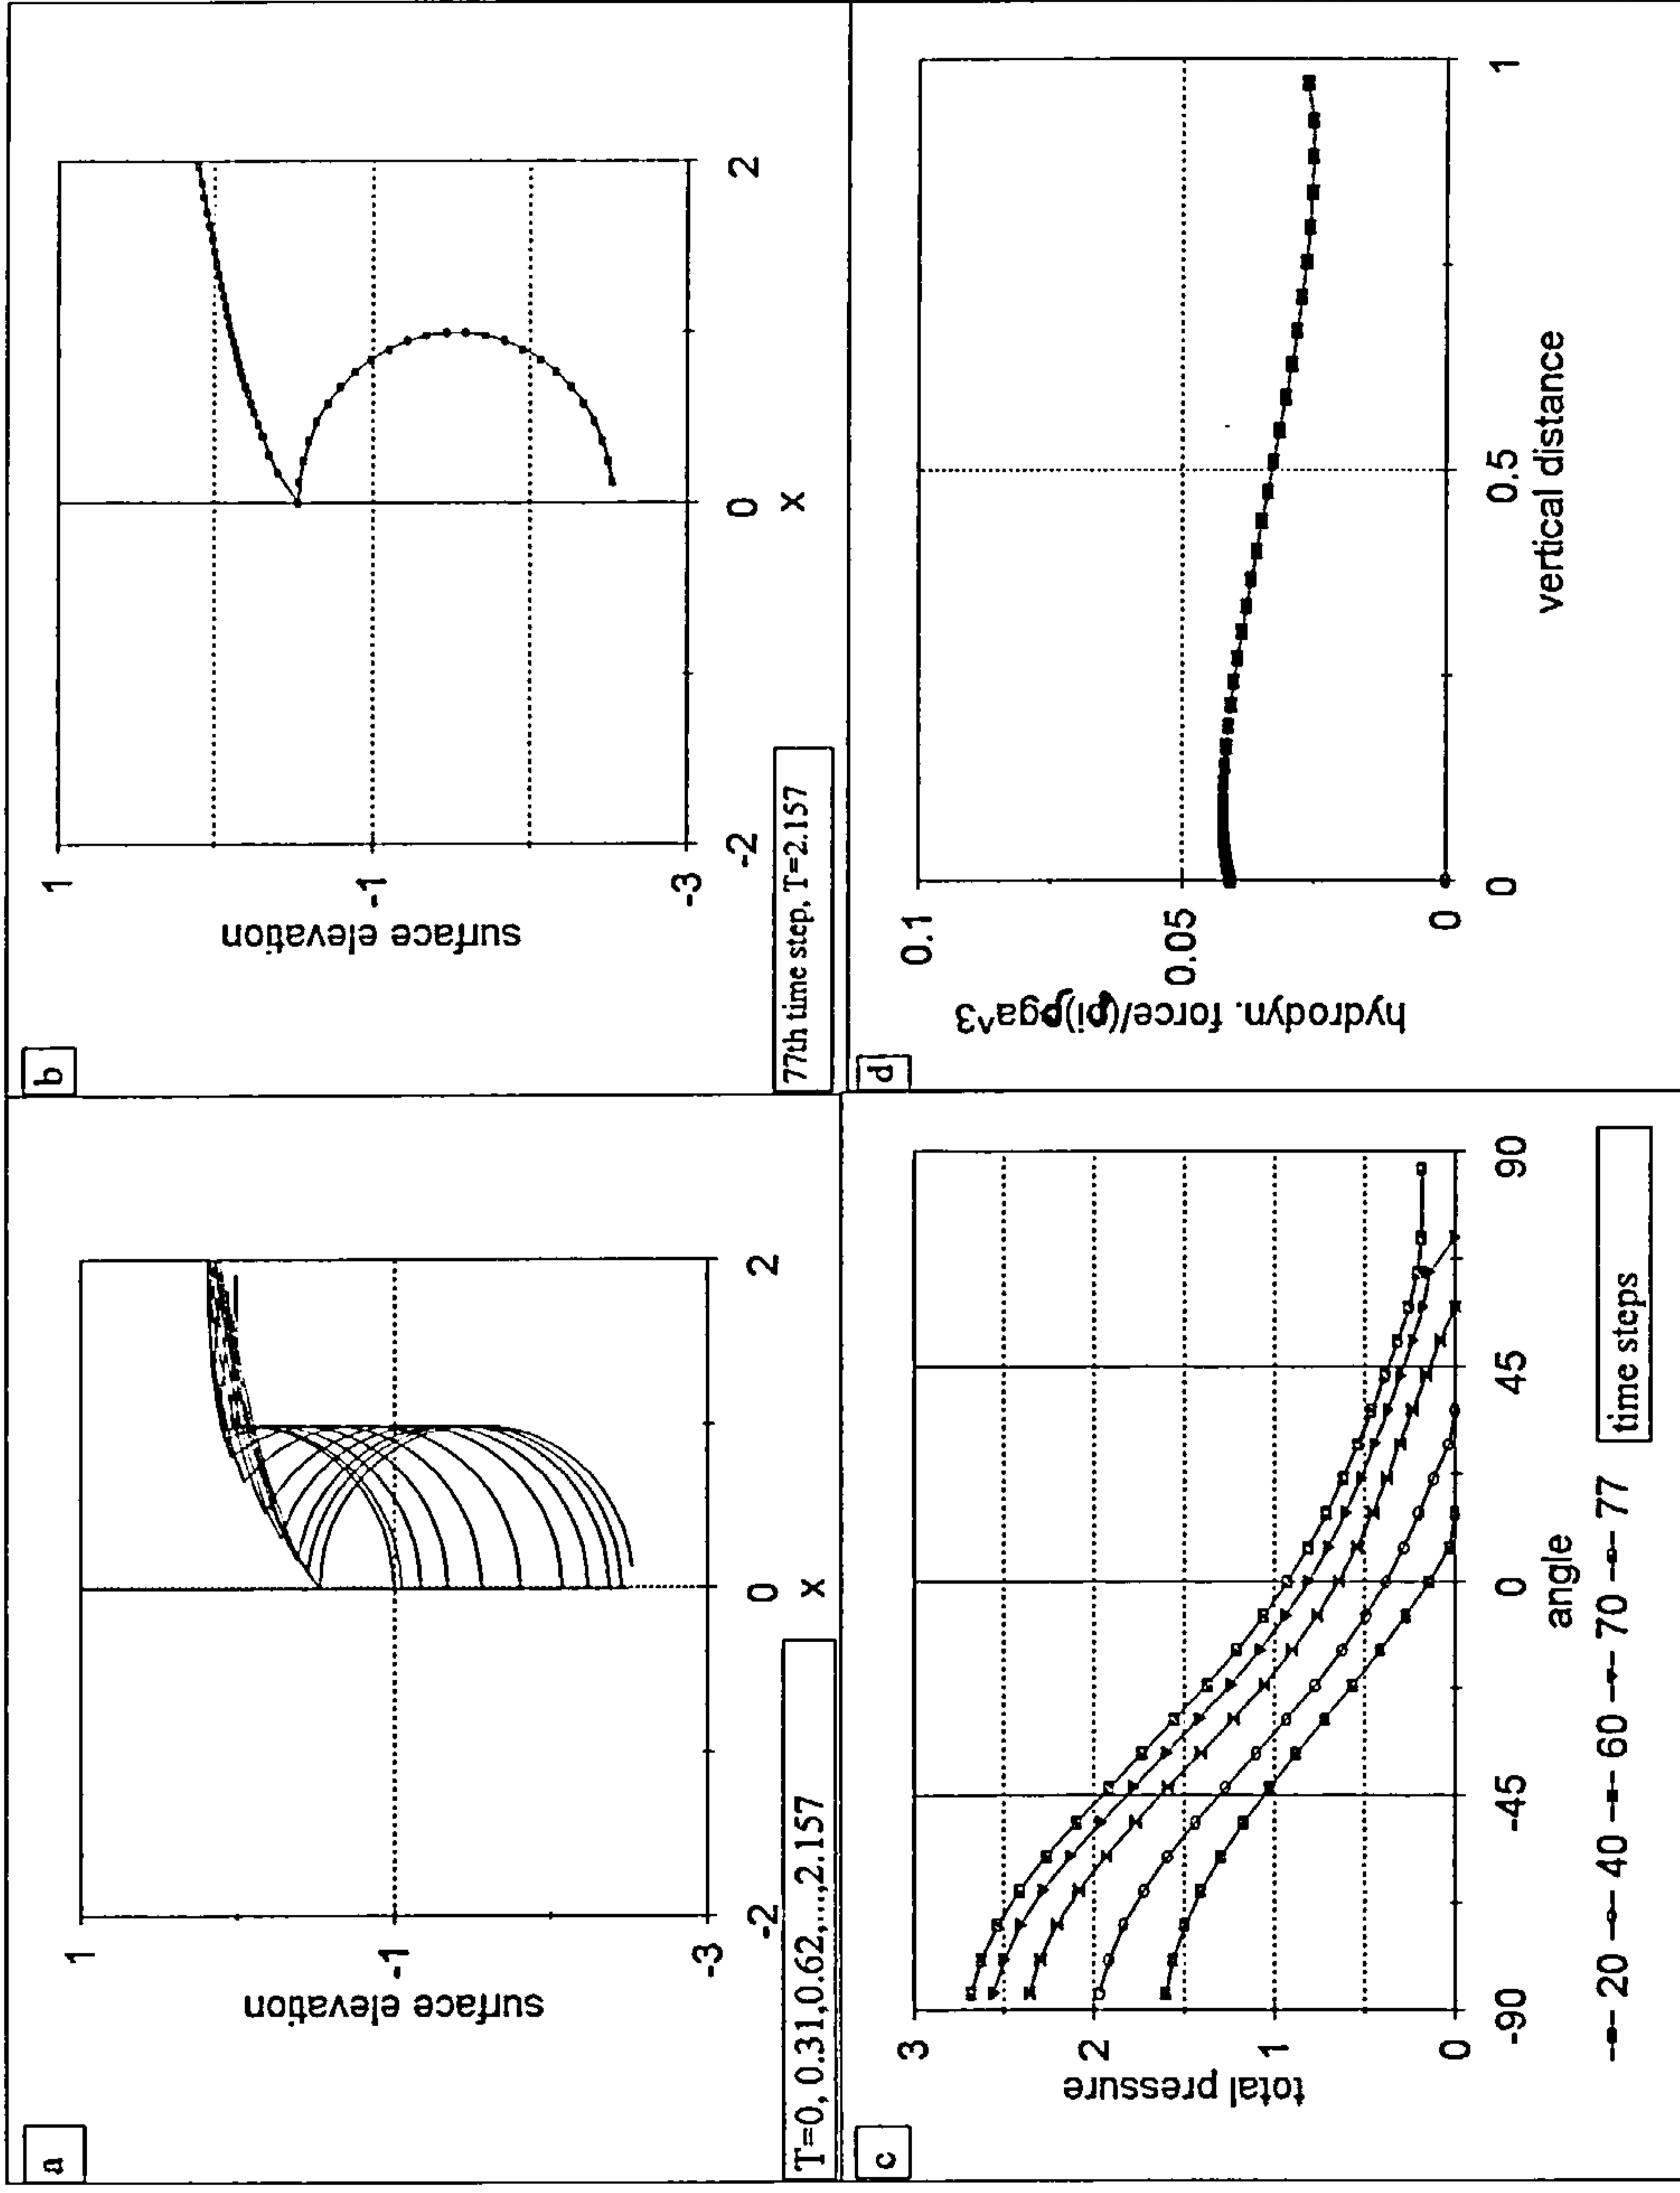 a
1
-1
-3
surface elevation
-2
0
2
x
T=0, 0.31,0.62,...,2.157
b
1
-1
-3
surface elevation
-2
0
2
x
77th time step, T=2.157
c
3
2
1
0
total pressure
-90
-45
0
45
90
angle
20
40
60
70
77
time steps
d
0.1
0.05
0
hydrodyn. force/(pi)ρga^3
0
0.5
1
vertical distance